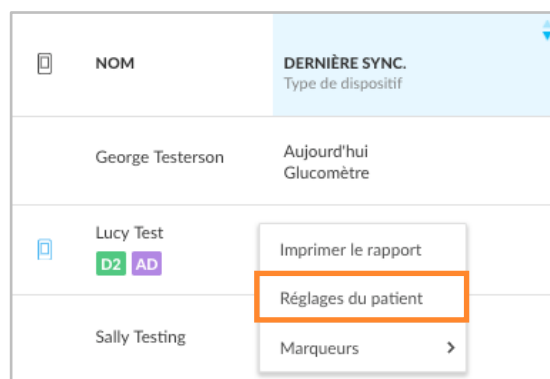 NOM
DERNIÈRE SYNC.
Type de dispositif
George Testerson
Aujourd'hui
Glucomètre
Lucy Test
D2 AD
Imprimer le rapport
Réglages du patient
Marqueurs
Sally Testing